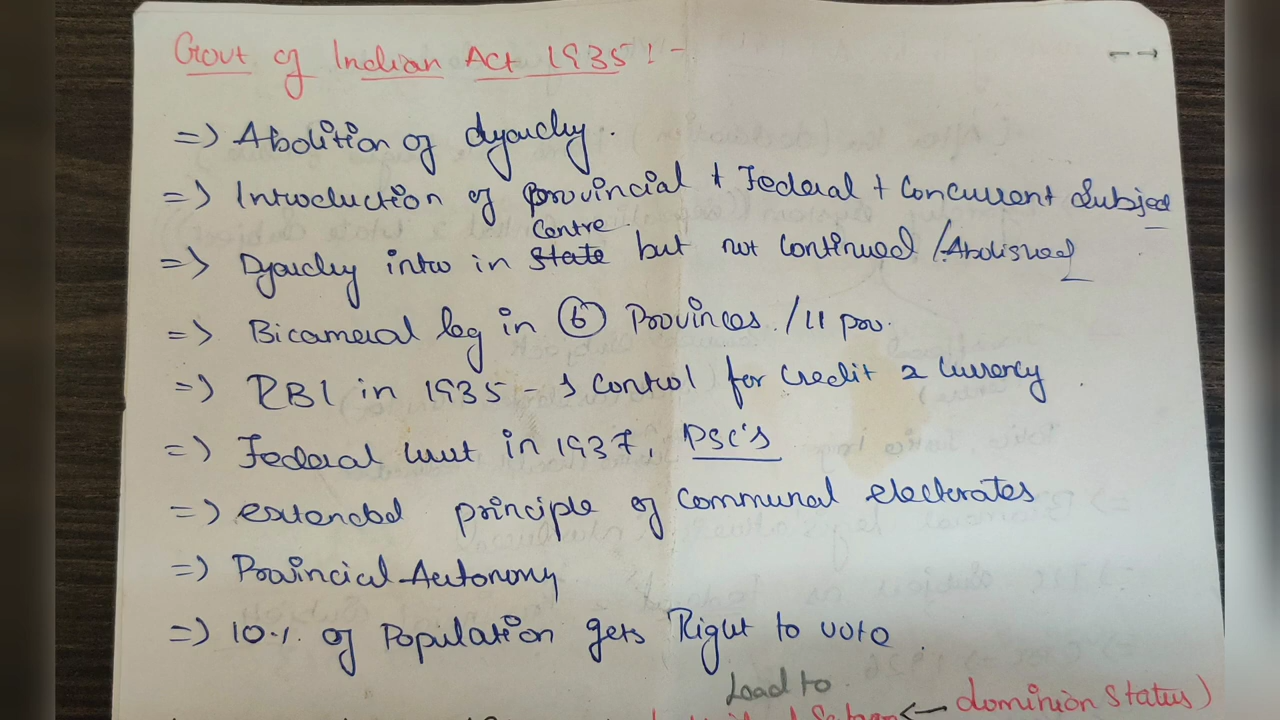 Govt of Indian Act 1935 :-
=> Abolition of dyarchy.
=> Introduction of provincial + Federal + Concurrent Subject
Centre
=> Dyarchy intro in State but not continued / Abolished
=> Bicameral leg in 6 Provinces / 11 prov.
=> RBI in 1935 -> control for credit & Currency.
=> Federal Court in 1937, PSC's
=> extended principle of communal electorates
=> Provincial Autonomy
=> 10% of Population gets Right to vote.
Lead to
<- dominion status)